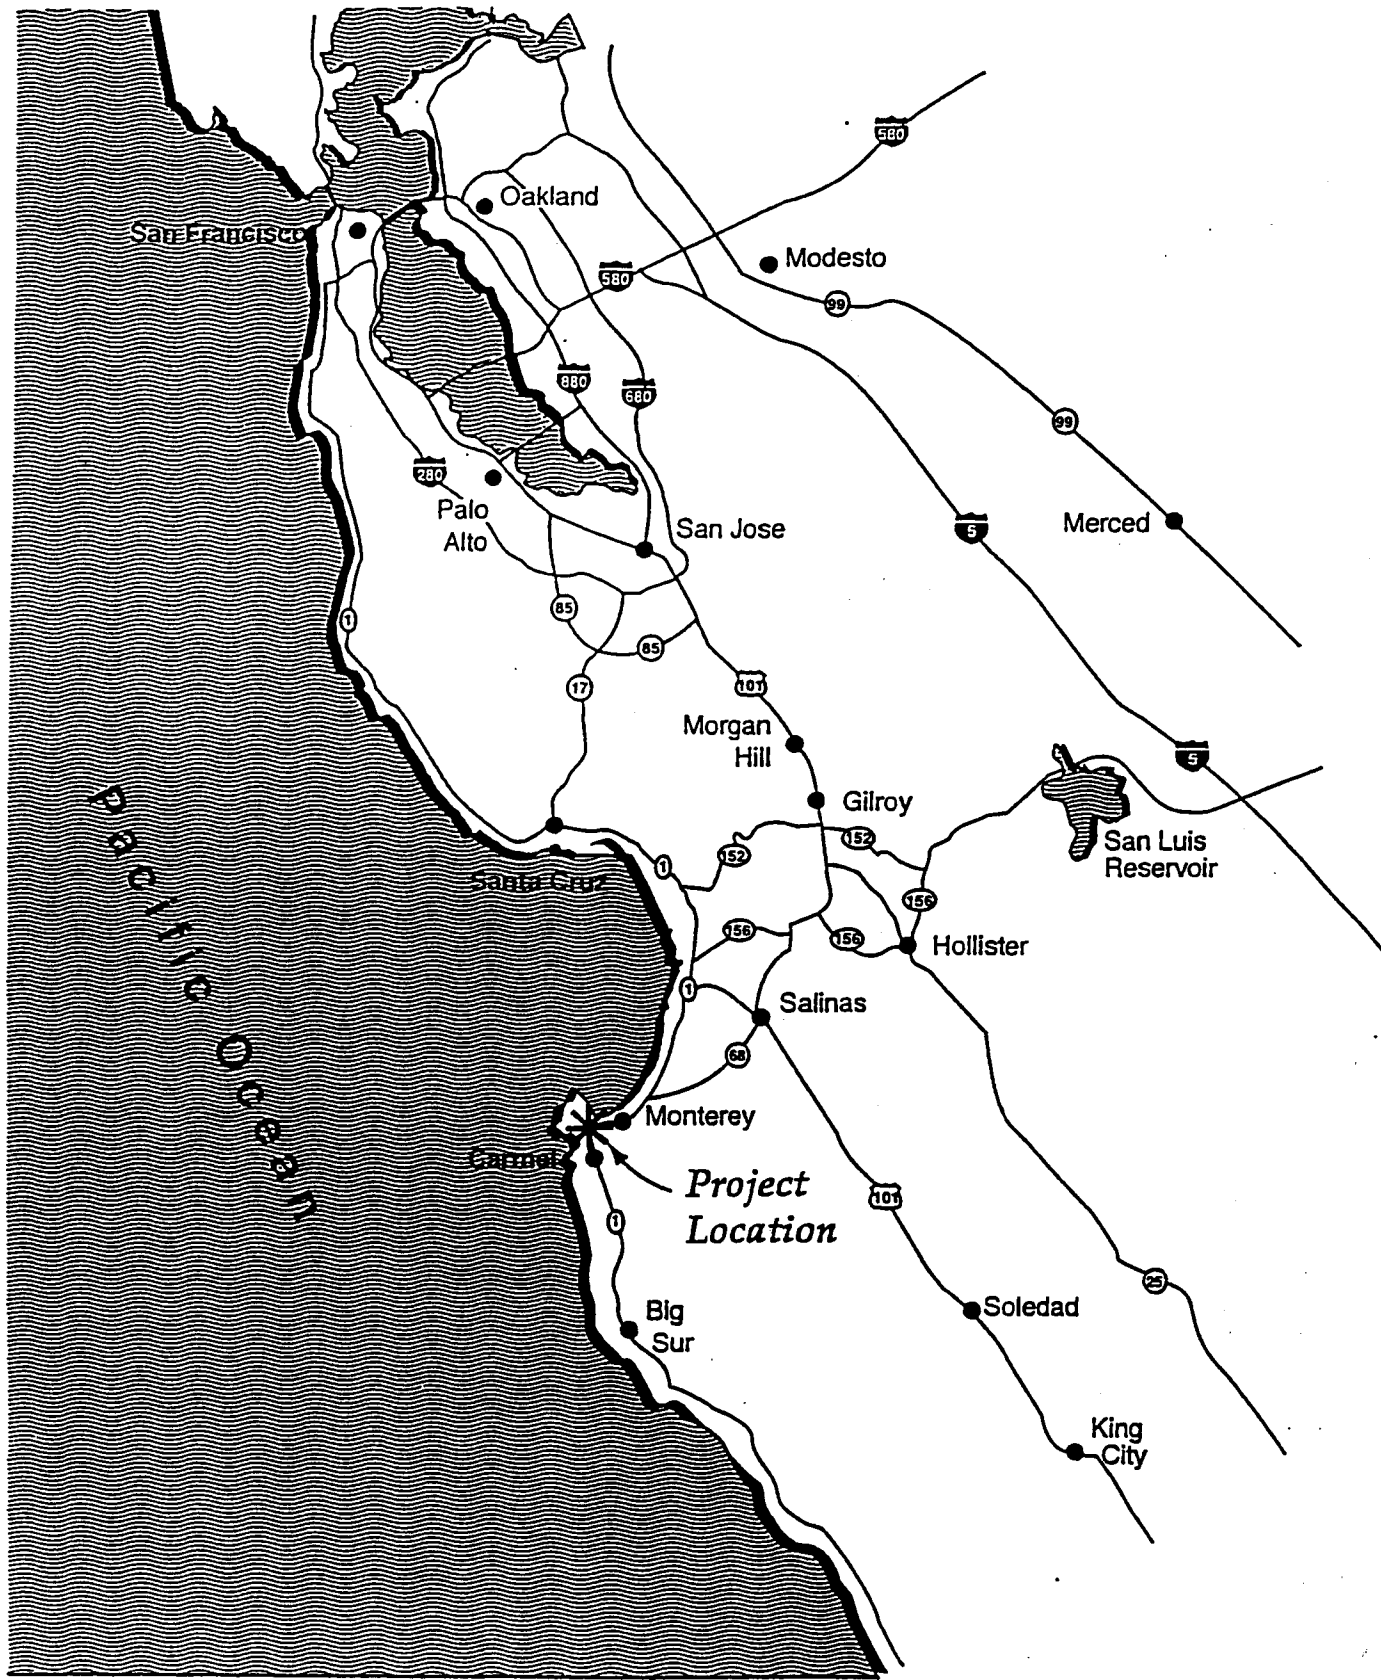 580
Oakland
San Francisco
Modesto
580
99
880
680
99
280
Palo
Alto
San Jose
5
Merced
85
1
85
17
101
Morgan
Hill
5
Gilroy
152
152
San Luis
Reservoir
1
Santa Cruz
156
156
156
Hollister
1
Salinas
Pacific Ocean
68
Monterey
Carmel
Project
Location
101
1
25
Big
Sur
Soledad
King
City